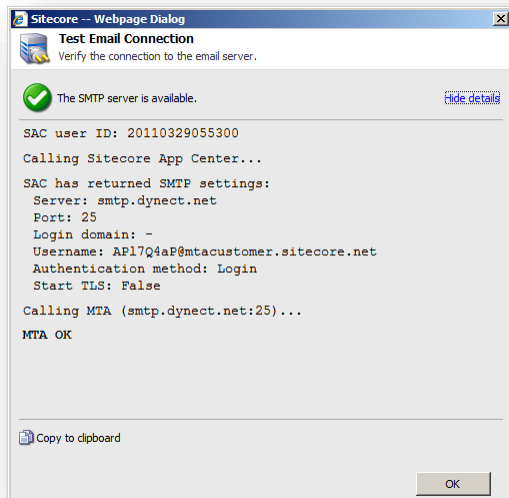 Sitecore -- Webpage Dialog
Test Email Connection
Verify the connection to the email server.
The SMTP server is available.
Hide details
SAC user ID: 20110329055300
Calling Sitecore App Center...
SAC has returned SMTP settings:
Server: smtp.dynect.net
Port: 25
Login domain: -
Username: APl7Q4aP@mtacustomer.sitecore.net
Authentication method: Login
Start TLS: False
Calling MTA (smtp.dynect.net:25)...
MTA OK
Copy to clipboard
OK